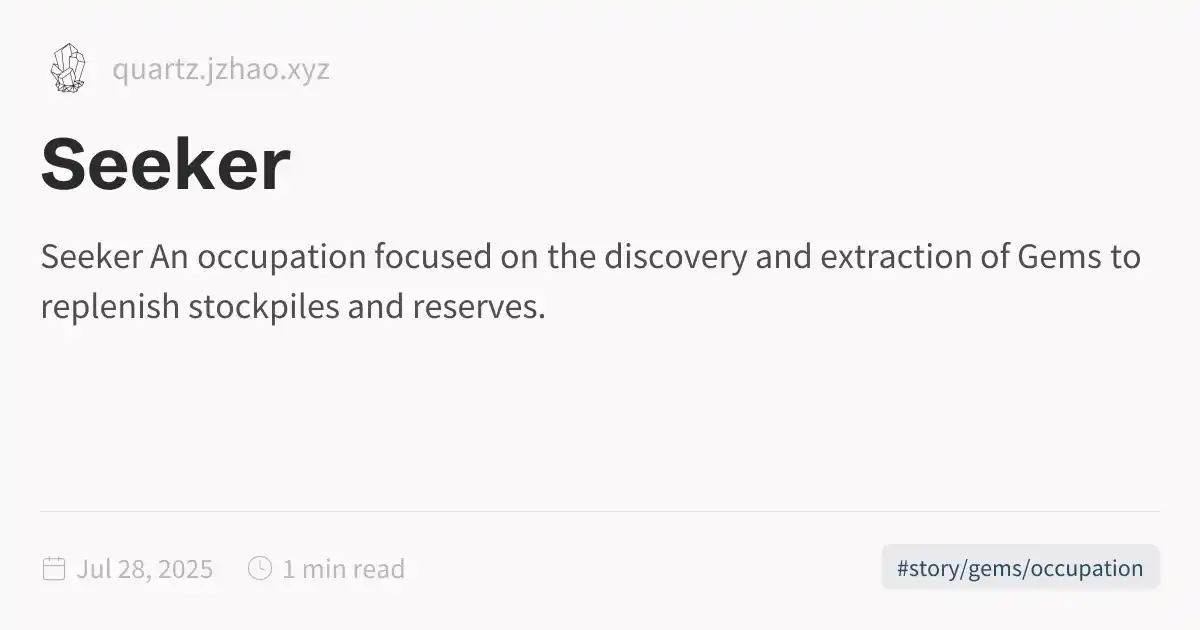 quartz.jzhao.xyz
Seeker
Seeker An occupation focused on the discovery and extraction of Gems to
replenish stockpiles and reserves.
Jul 28, 2025
1 min read
#story/gems/occupation